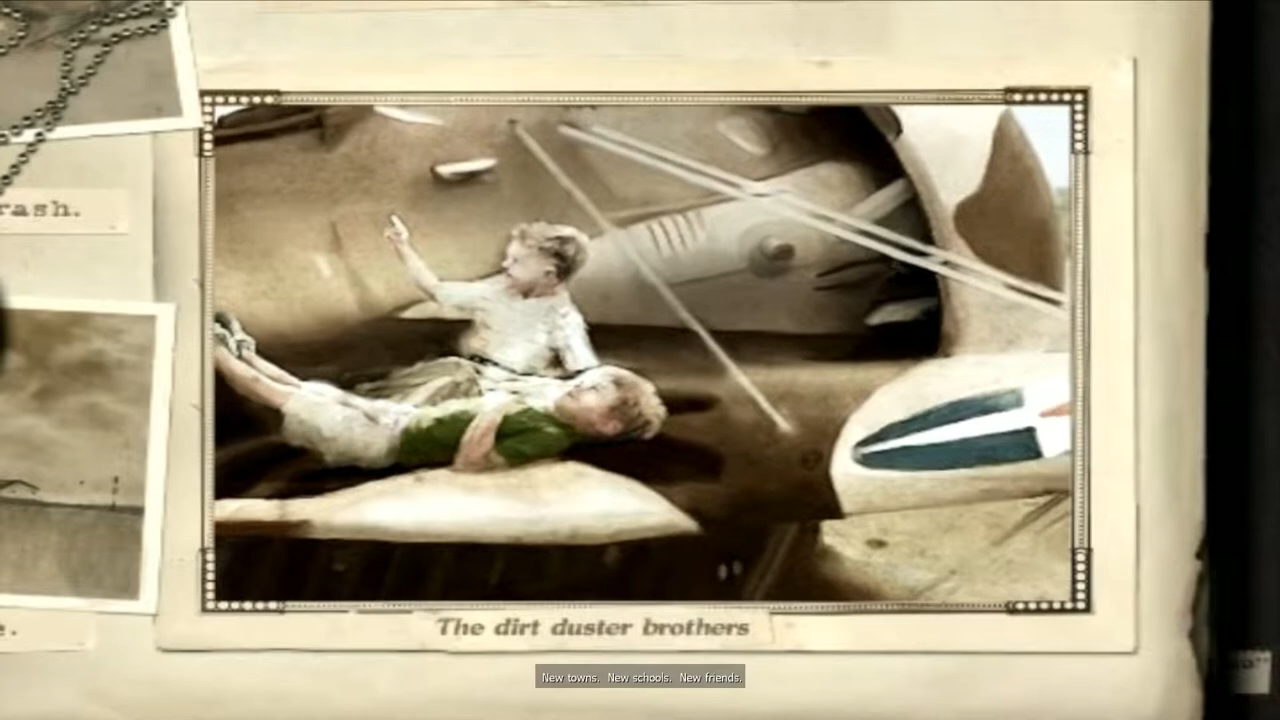 rash.
The dirt duster brothers
e.
New towns.  New schools.  New friends.